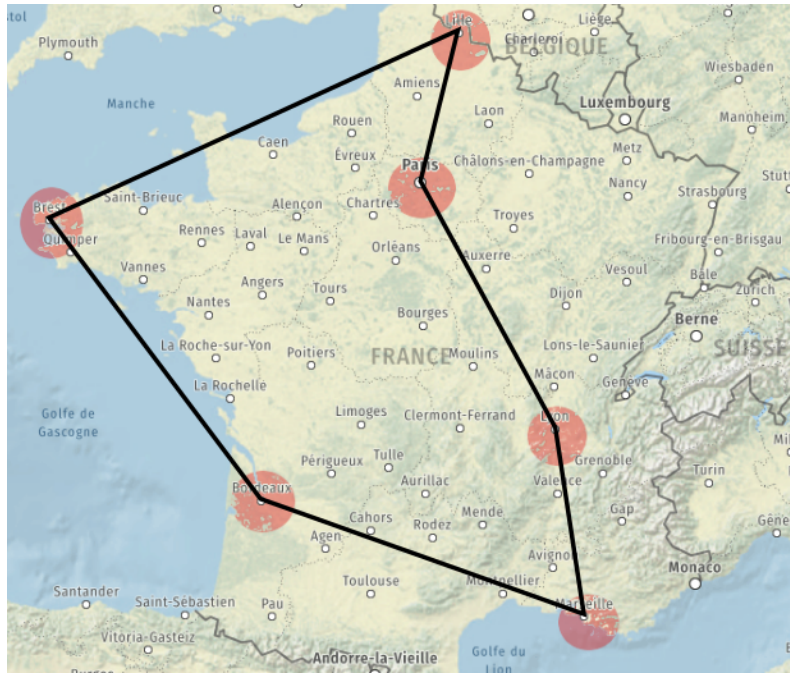 Lille
Liège
Charleroi
BELGIQUE
Plymouth
Wiesbaden
Amiens
Manche
Laon
Luxembourg
Mannheim
Rouen
Caen
Metz
Évreux
Paris
Châlons-en-Champagne
Nancy
Strasbourg
Saint-Brieuc
Brest
Alençon
Chartres
Troyes
Rennes
Laval
Le Mans
Quimper
Orléans
Fribourg-en-Brisgau
Auxerre
Vannes
Vesoul
Bâle
Angers
Tours
Zurich
Nantes
Dijon
Bourges
Berne
La Roche-sur-Yon
Poitiers
FRANCE
Moulins
Lons-le-Saunier
SUISSE
La Rochelle
Mâcon
Genève
Golfe de
Gascogne
Limoges
Clermont-Ferrand
Lyon
Périgueux
Tulle
Grenoble
Turin
Bordeaux
Aurillac
Valence
Cahors
Rodez
Mende
Gap
Agen
Avignon
Monaco
Toulouse
Montpellier
Santander
Saint-Sébastien
Pau
Marseille
Vitoria-Gasteiz
Golfe du
Lion
Andorre-la-Vieille